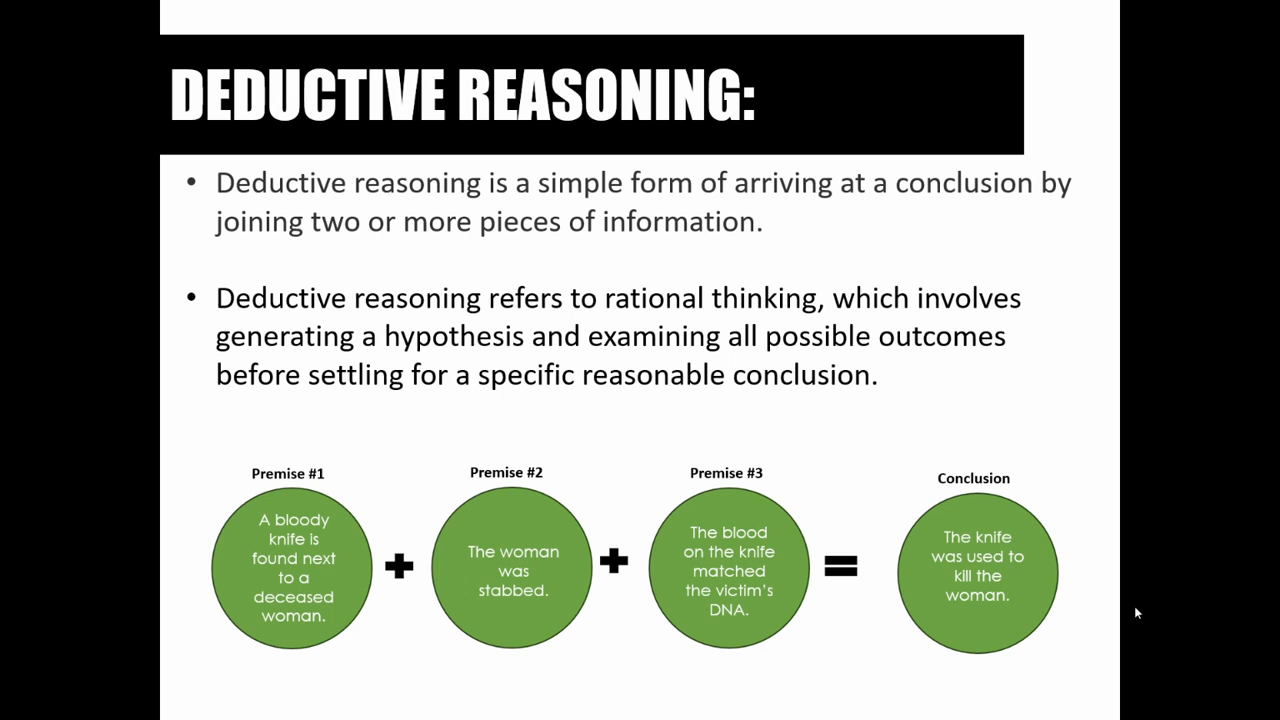 DEDUCTIVE REASONING:
• Deductive reasoning is a simple form of arriving at a conclusion by
joining two or more pieces of information.
• Deductive reasoning refers to rational thinking, which involves
generating a hypothesis and examining all possible outcomes
before settling for a specific reasonable conclusion.
Premise #1
A bloody
knife is
found next
to a
deceased
woman.
+
Premise #2
The woman
was
stabbed.
+
Premise #3
The blood
on the knife
matched
the victim's
DNA.
=
Conclusion
The knife
was used to
kill the
woman.